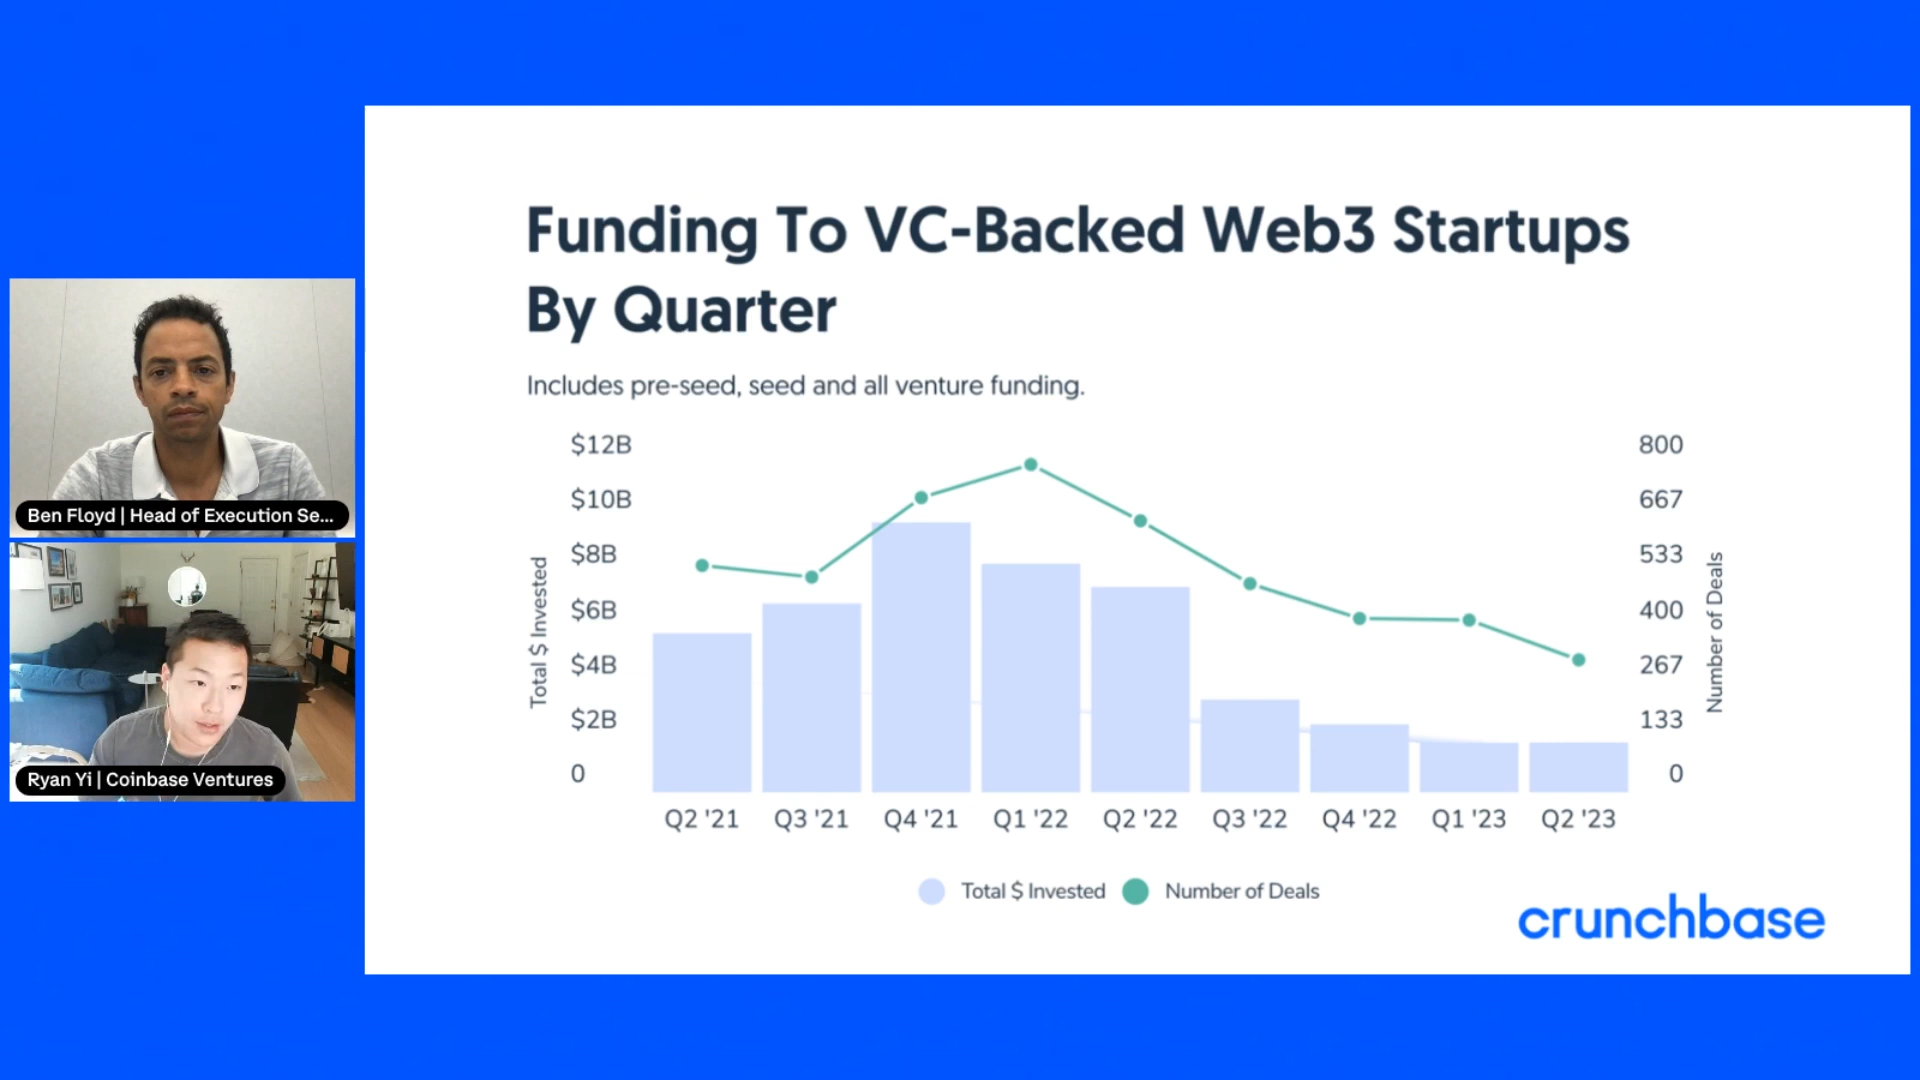 Funding To VC-Backed Web3 Startups
By Quarter
Includes pre-seed, seed and all venture funding.
$12B
$10B
$8B
$6B
$4B
$2B
0
Total $ Invested
800
667
533
400
267
133
0
Number of Deals
Q2 '21 Q3 '21 Q4 '21 Q1 '22 Q2 '22 Q3 '22 Q4 '22 Q1 '23 Q2 '23
Total $ Invested Number of Deals
crunchbase
Ben Floyd | Head of Execution Se...
Ryan Yi | Coinbase Ventures